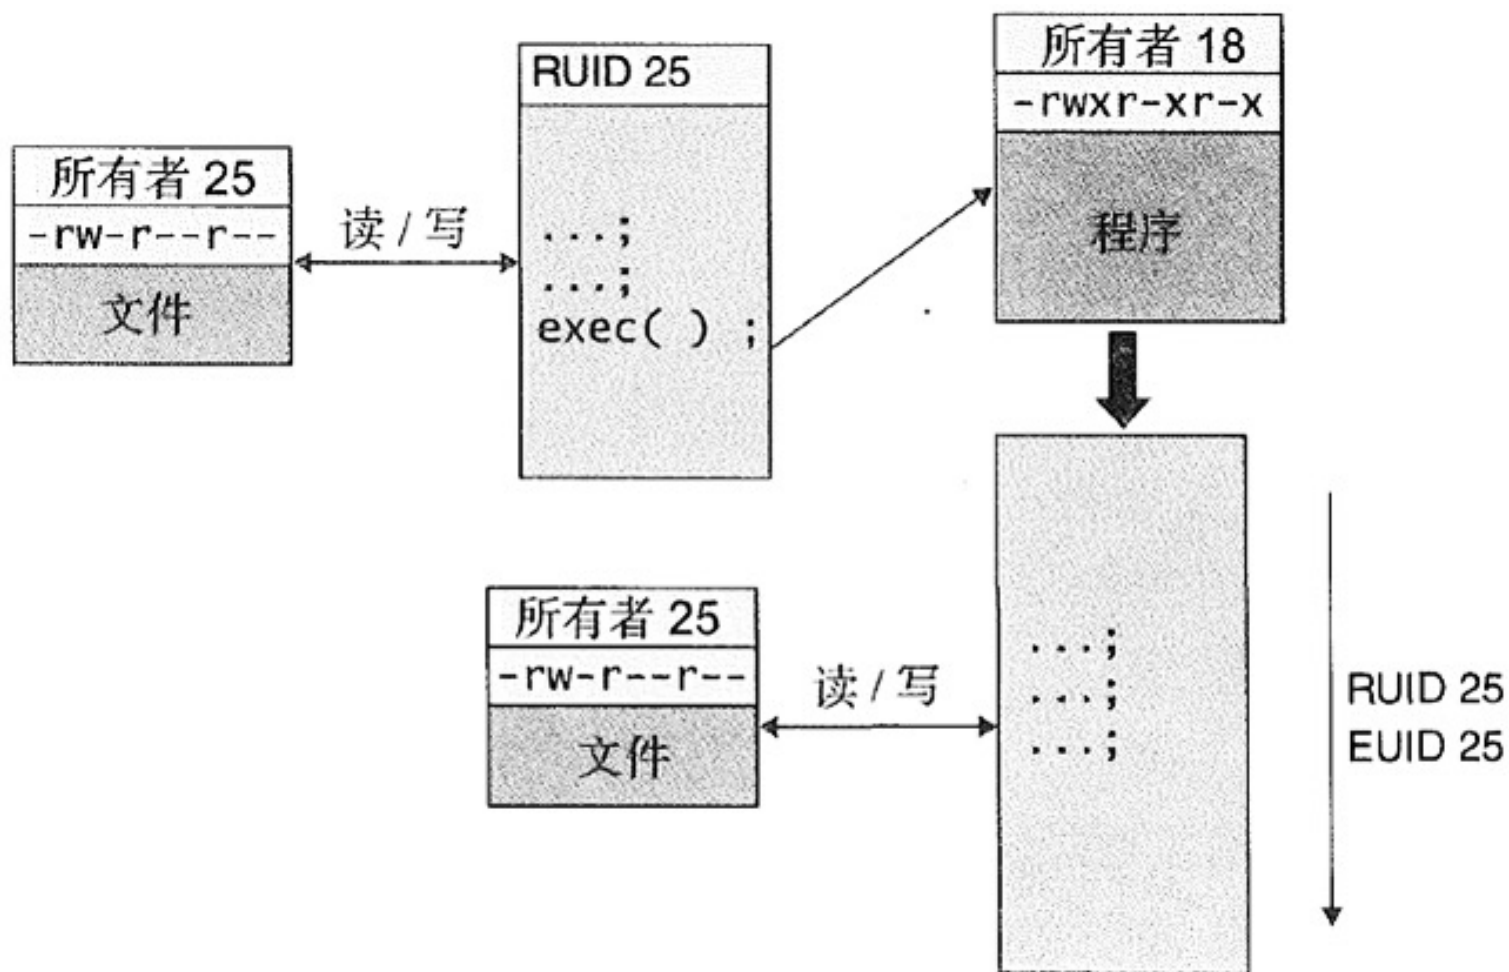 所有者 25
-rw-r--r--
文件
读 / 写
RUID 25
...;
...;
exec( ) ;
所有者 18
-rwxr-xr-x
程序
所有者 25
-rw-r--r--
文件
读 / 写
...;
...;
...;
RUID 25
EUID 25